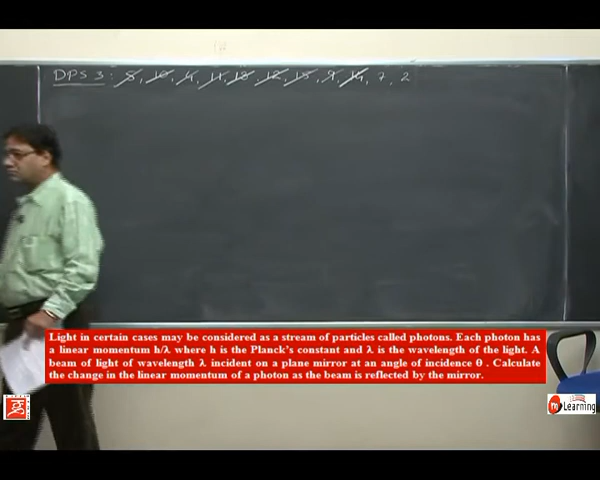 DPS 3 : 8, 10, 4, 11, 18, 12, 15, 9, 14, 7, 2
Light in certain cases may be considered as a stream of particles called photons. Each photon has
a linear momentum h/λ where h is the Planck's constant and λ is the wavelength of the light. A
beam of light of wavelength λ incident on a plane mirror at an angle of incidence θ . Calculate
the change in the linear momentum of a photon as the beam is reflected by the mirror.
Learning